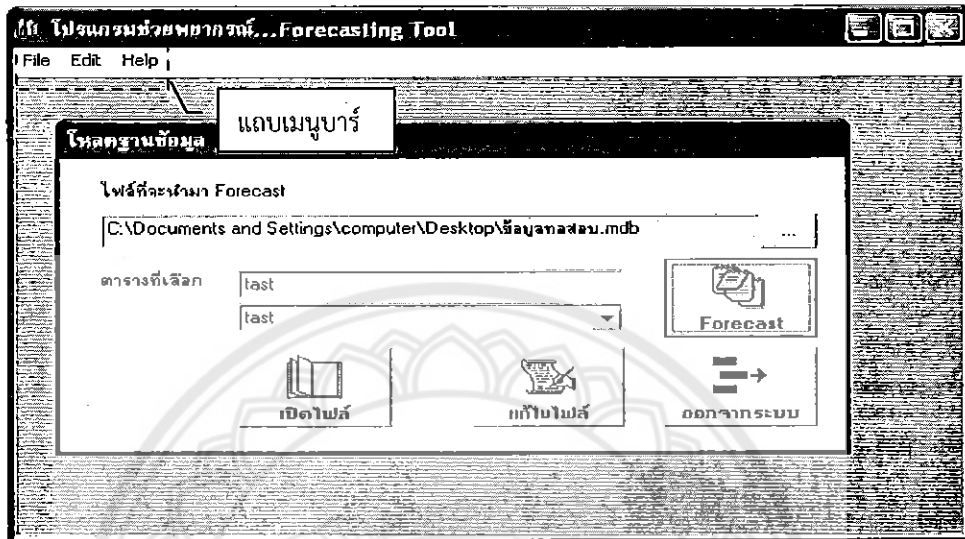 โปรแกรมช่วยพยากรณ์...Forecasting Tool
File Edit Help
แถบเมนูบาร์
โหลดฐานข้อมูล
ไฟล์ที่จะนำมา Forecast
C:\Documents and Settings\computer\Desktop\ข้อมูลทดสอบ.mdb ...
ตารางที่เลือก tast
tast
Forecast
เปิดไฟล์ แก้ไขไฟล์ ออกจากระบบ